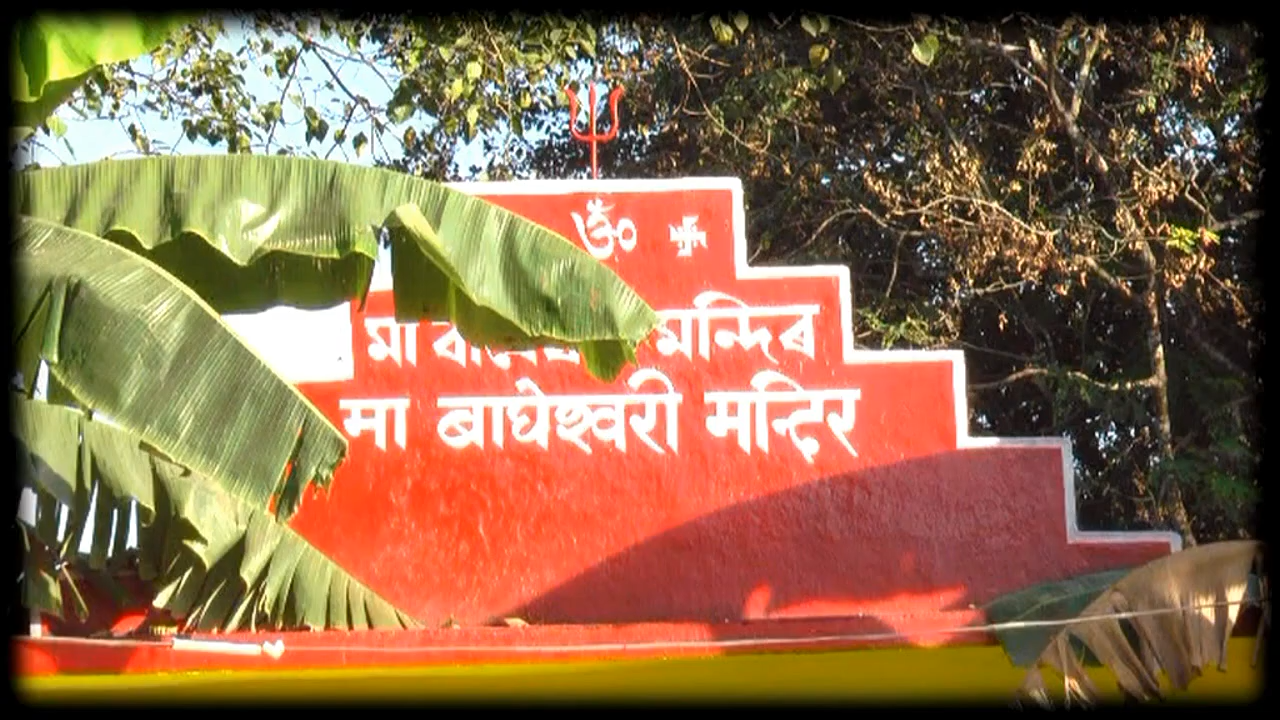 ॐ
মা মন্দিৰ
मा बाघेश्वरी मन्दिर